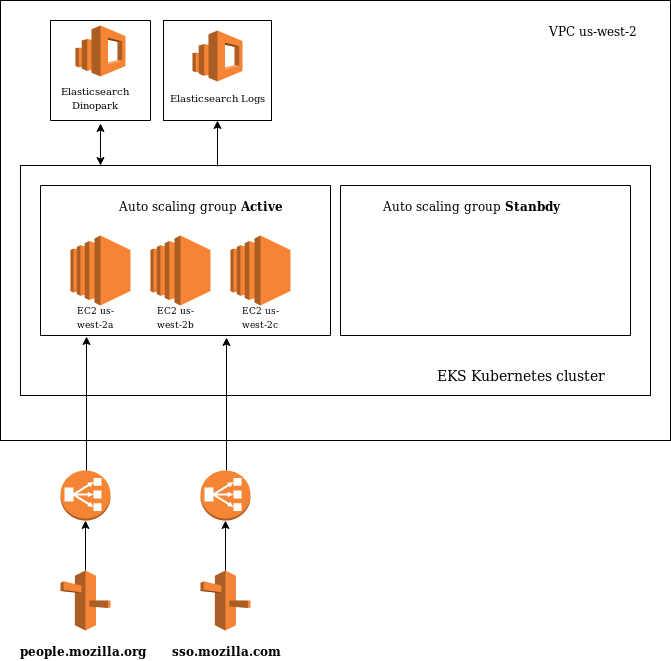 VPC us-west-2
Elasticsearch
Dinopark
Elasticsearch Logs
Auto scaling group Active
Auto scaling group Stanbdy
EC2 us-
west-2a
EC2 us-
west-2b
EC2 us-
west-2c
EKS Kubernetes cluster
people.mozilla.org
sso.mozilla.com